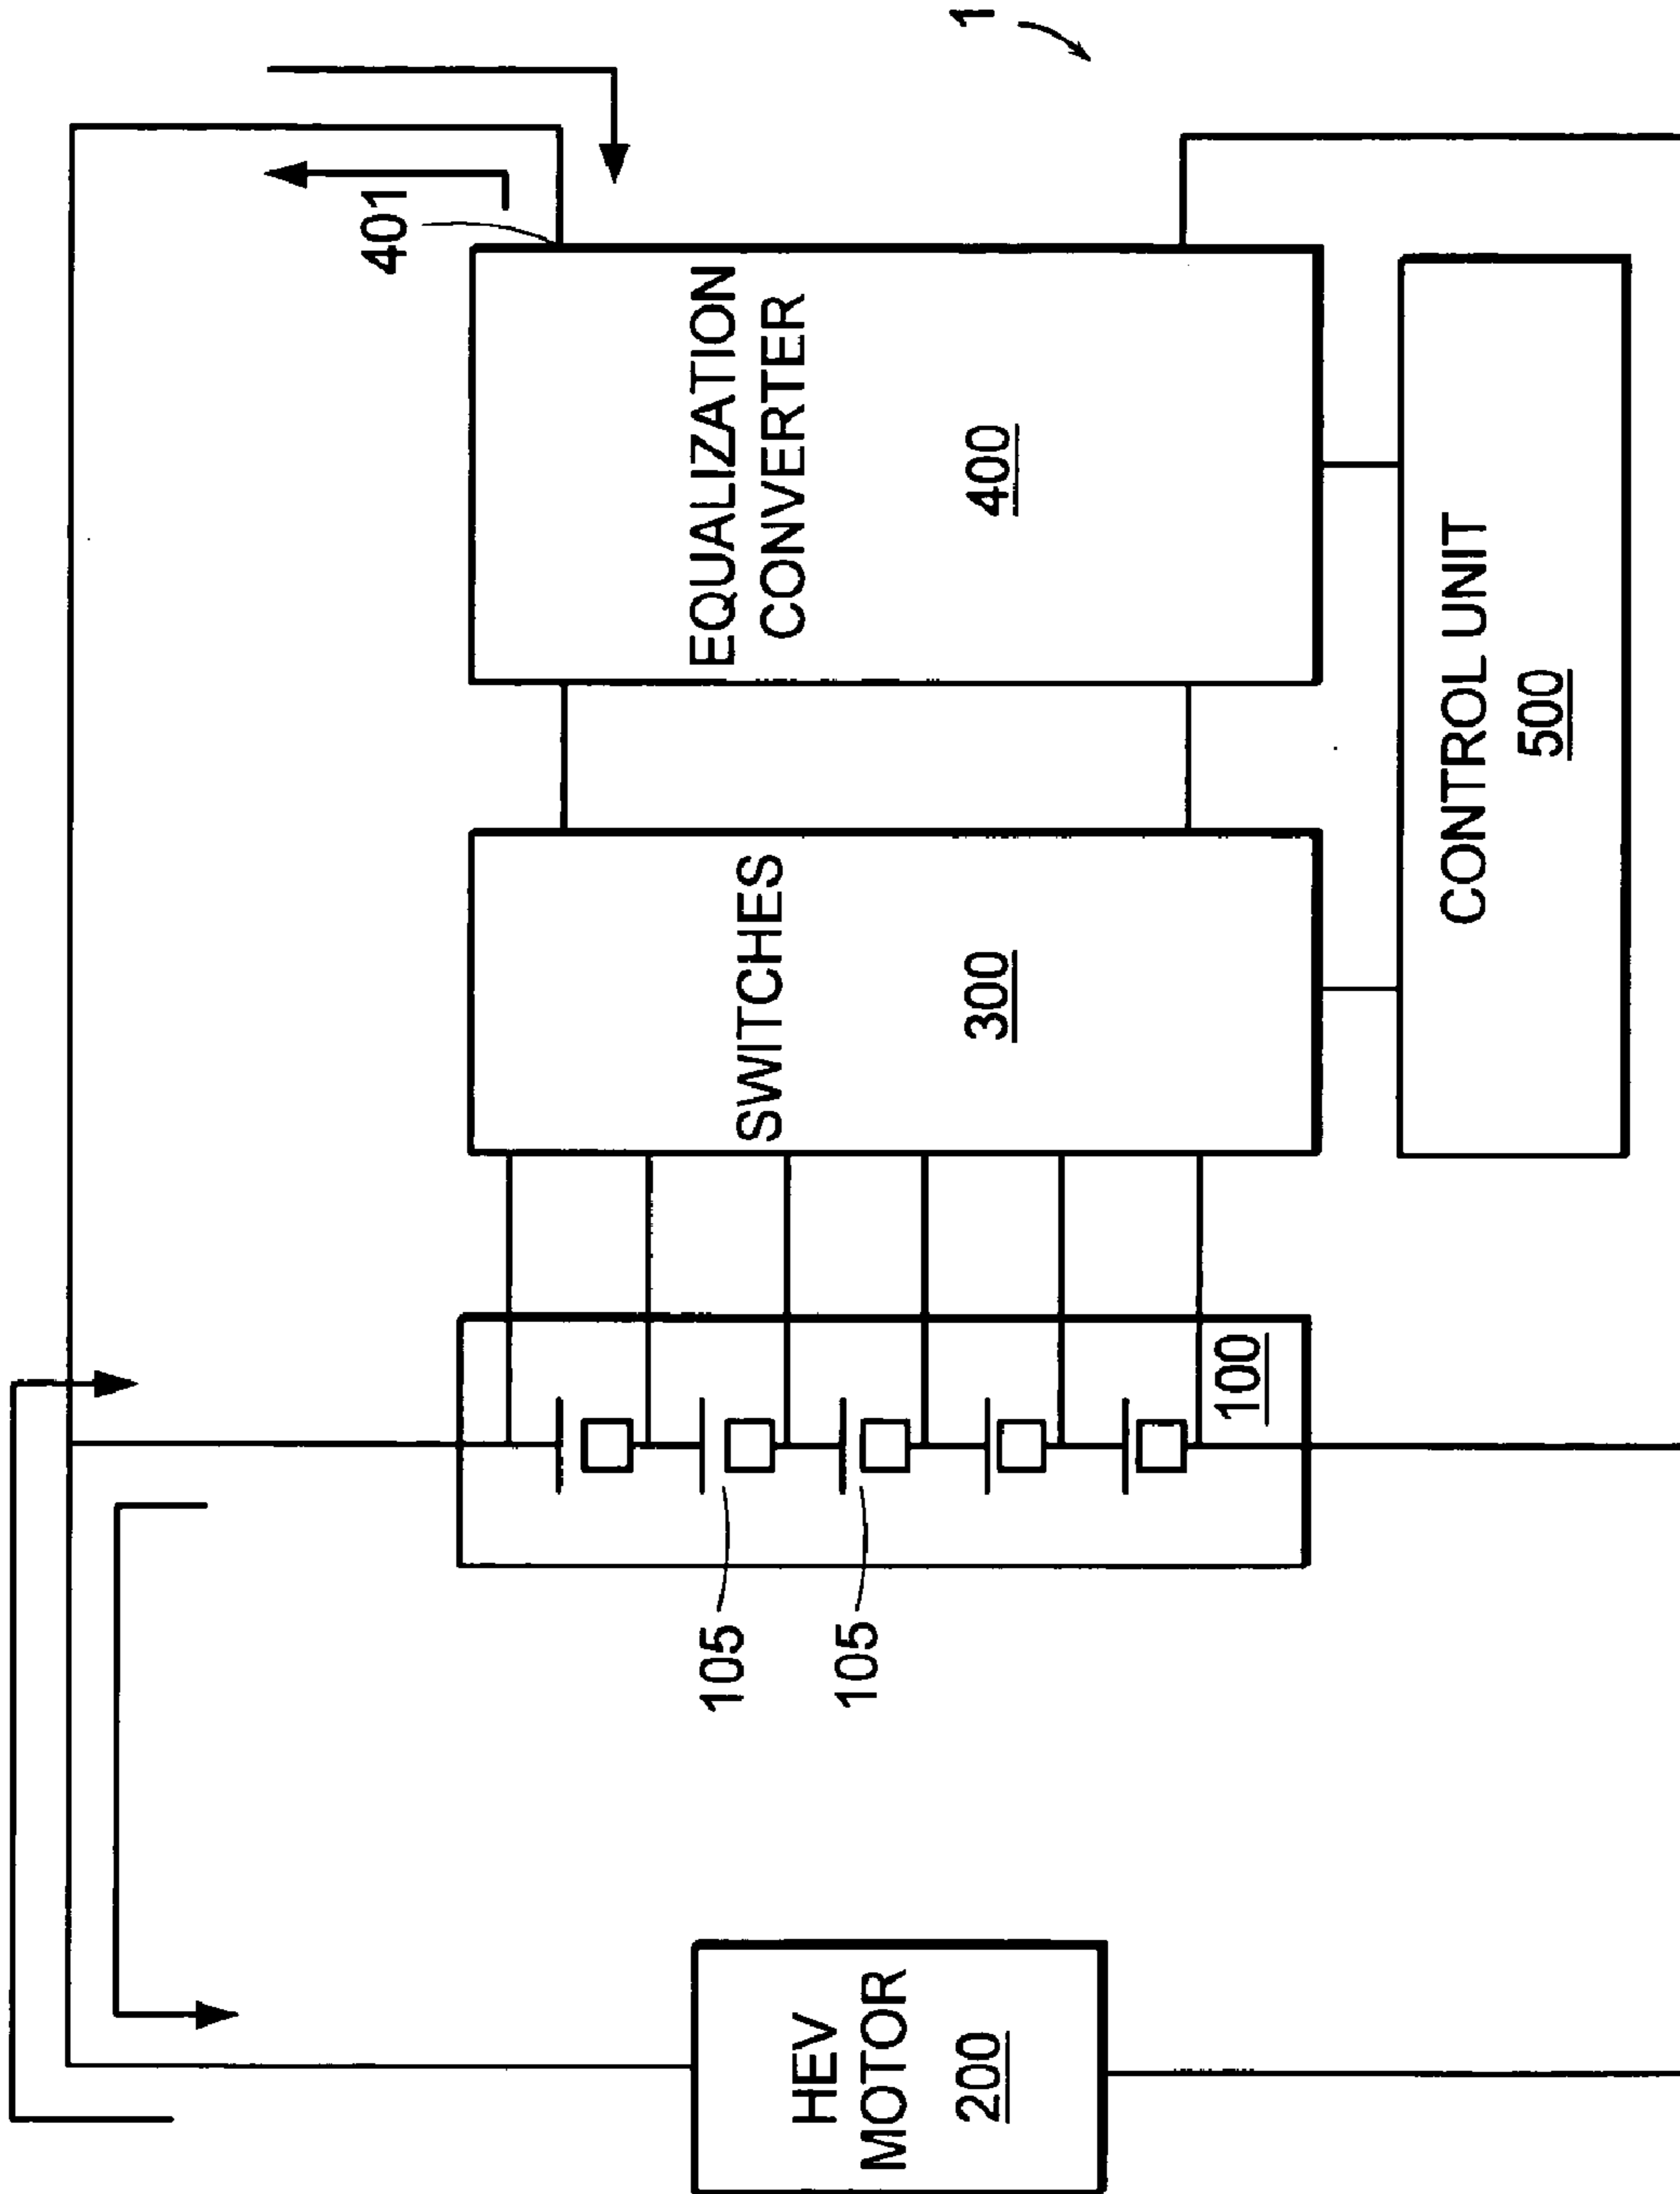 1
401
EQUALIZATION
CONVERTER
400
SWITCHES
300
CONTROL UNIT
500
100
105
105
HEV
MOTOR
200